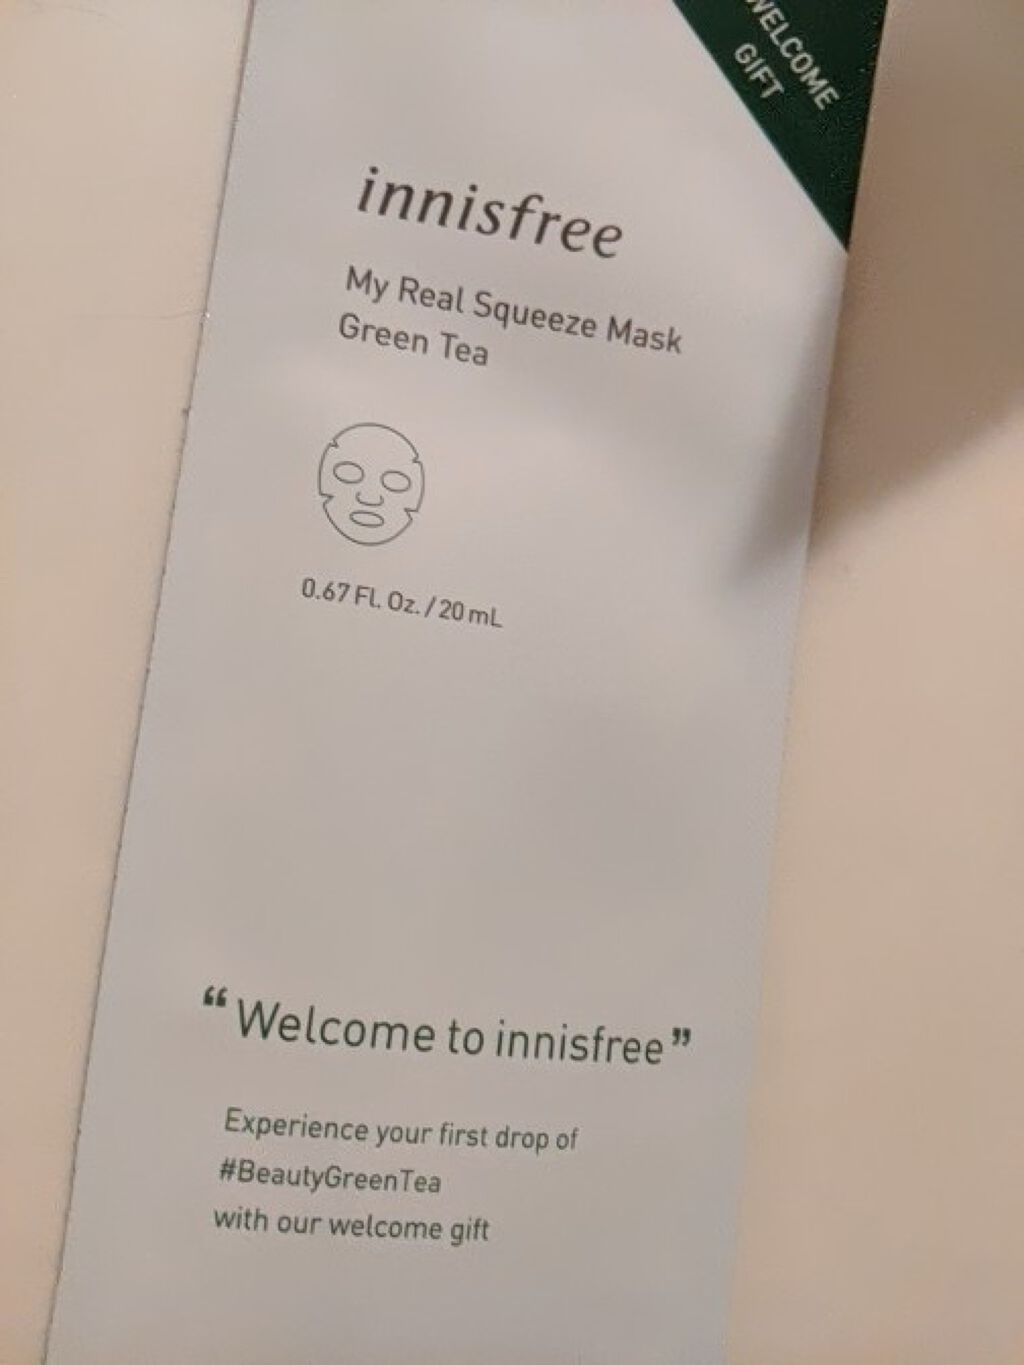 WELCOME
GIFT
innisfree
My Real Squeeze Mask
Green Tea
0.67 FL. Oz. / 20 mL
“Welcome to innisfree”
Experience your first drop of
#BeautyGreenTea
with our welcome gift